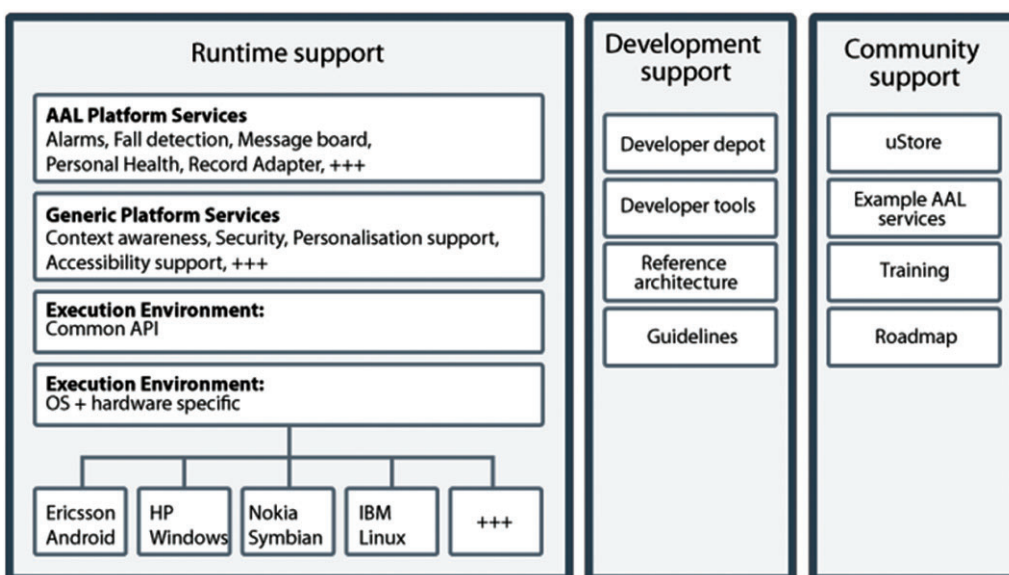 Runtime support
AAL Platform Services
Alarms, Fall detection, Message board,
Personal Health, Record Adapter, +++
Generic Platform Services
Context awareness, Security, Personalisation support,
Accessibility support, +++
Execution Environment:
Common API
Execution Environment:
OS + hardware specific
Ericsson
Android
HP
Windows
Nokia
Symbian
IBM
Linux
+++
Development
support
Developer depot
Developer tools
Reference
architecture
Guidelines
Community
support
uStore
Example AAL
services
Training
Roadmap